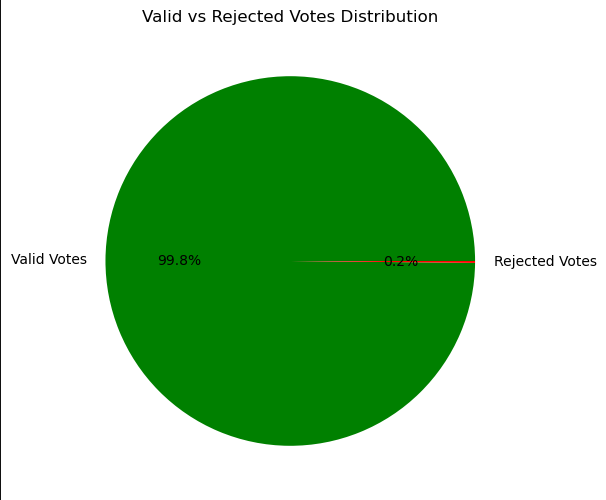 Valid vs Rejected Votes Distribution
Valid Votes
99.8%
0.2%
Rejected Votes